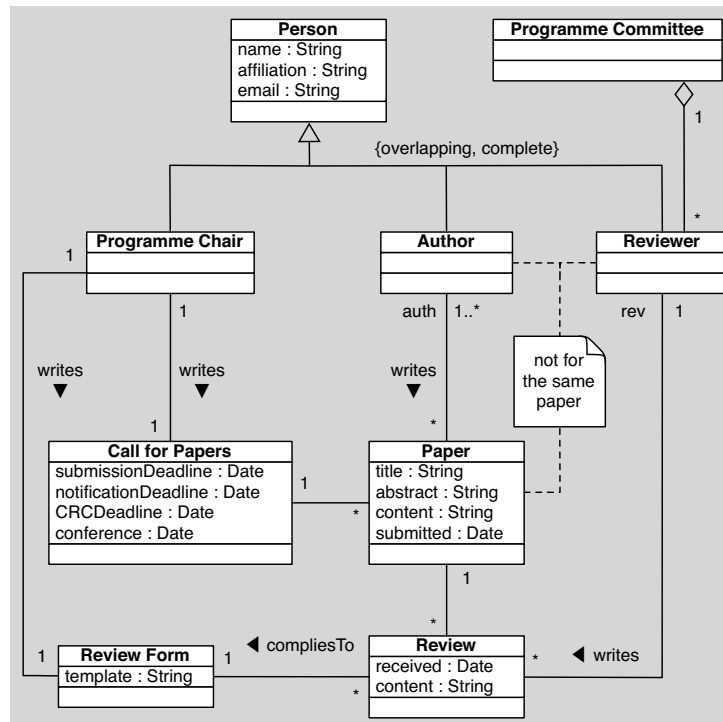 Person
name : String
affiliation : String
email : String
Programme Committee
1
{overlapping, complete}
*
Programme Chair
Author
Reviewer
1
1
auth 1..*
rev 1
not for
the same
paper
writes
▼
writes
▼
writes
▼
1
*
Call for Papers
submissionDeadline : Date
notificationDeadline : Date
CRCDeadline : Date
conference : Date
1
*
Paper
title : String
abstract : String
content : String
submitted : Date
1
*
Review Form
template : String
1
1
◀ compliesTo
*
Review
received : Date
content : String
*
◀ writes